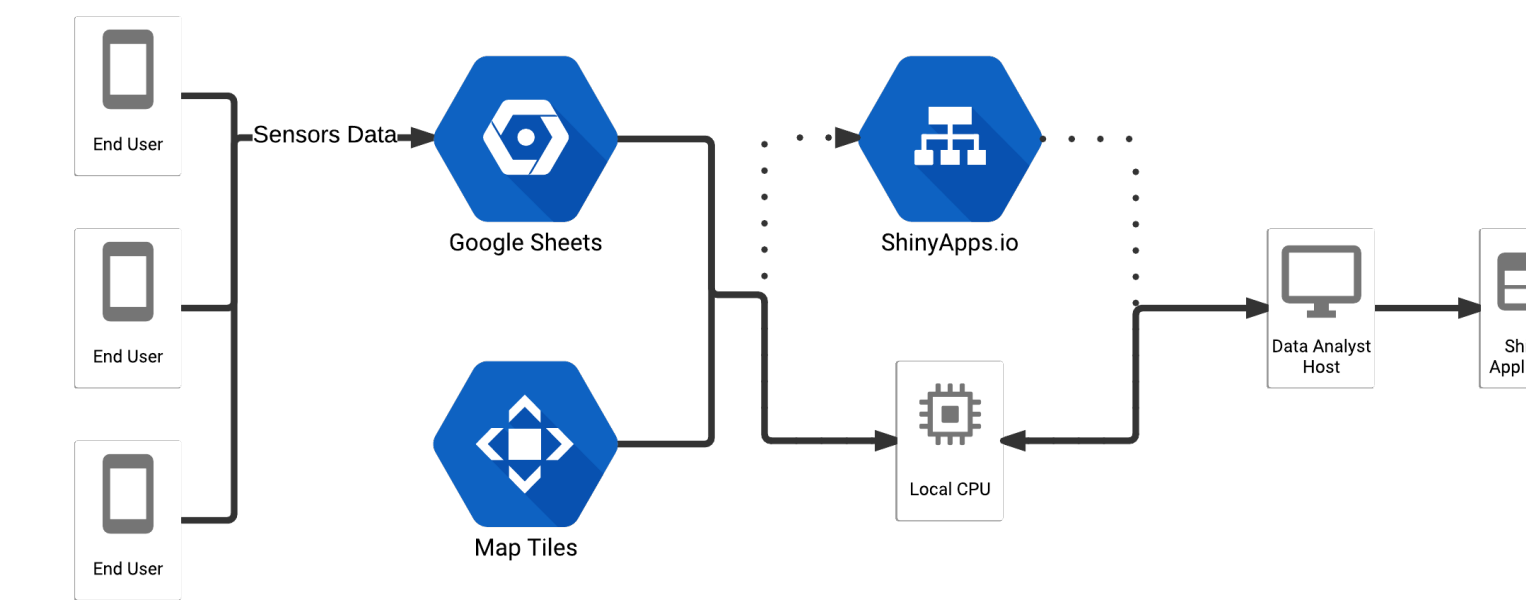 End User
Sensors Data
Google Sheets
ShinyApps.io
End User
Data Analyst
Host
Local CPU
Map Tiles
End User